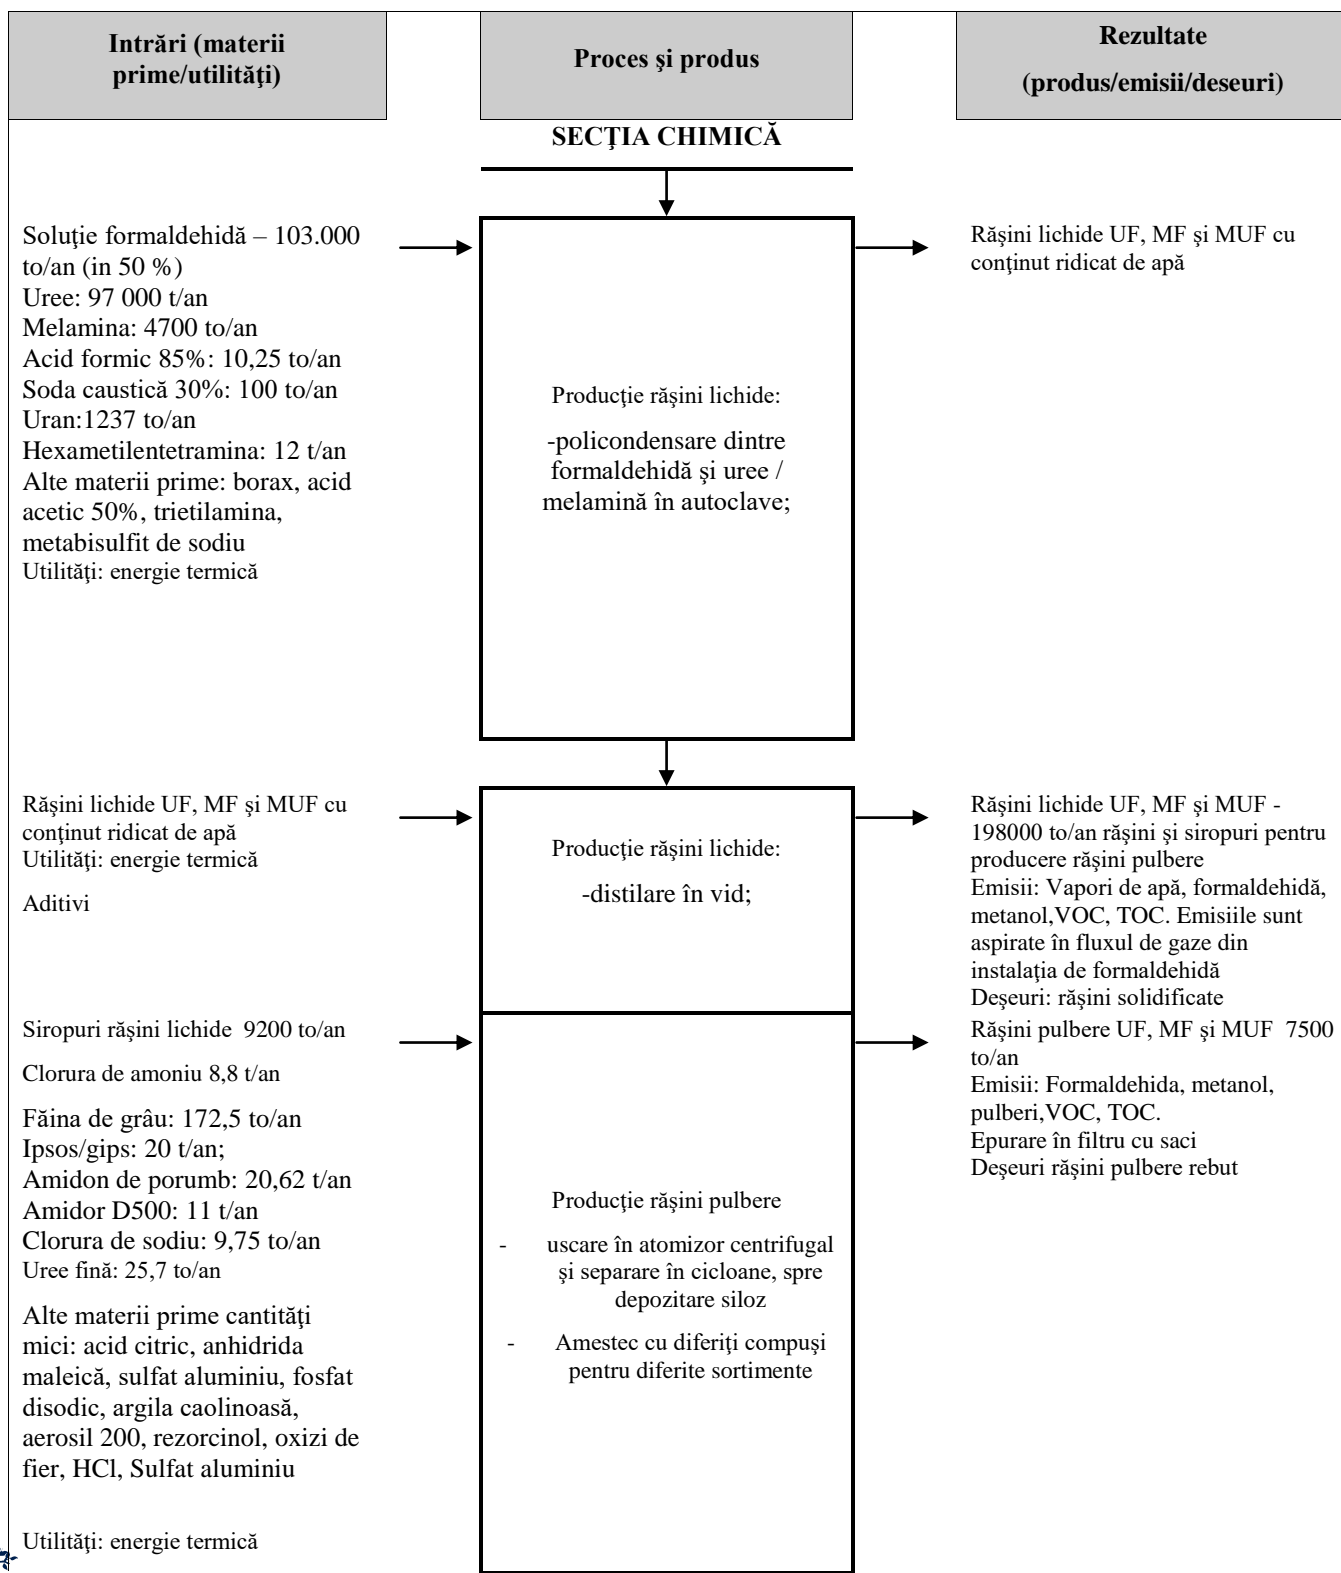 Intrări (materii
prime/utilităţi)
Proces şi produs
Rezultate
(produs/emisii/deseuri)
SECŢIA CHIMICĂ
Soluţie formaldehidă – 103.000
to/an (in 50 %)
Uree: 97 000 t/an
Melamina: 4700 to/an
Acid formic 85%: 10,25 to/an
Soda caustică 30%: 100 to/an
Uran:1237 to/an
Hexametilentetramina: 12 t/an
Alte materii prime: borax, acid
acetic 50%, trietilamina,
metabisulfit de sodiu
Utilităţi: energie termică
Producţie răşini lichide:
-policondensare dintre
formaldehidă şi uree /
melamină în autoclave;
Răşini lichide UF, MF şi MUF cu
conţinut ridicat de apă
Răşini lichide UF, MF şi MUF cu
conţinut ridicat de apă
Utilităţi: energie termică
Aditivi
Producţie răşini lichide:
-distilare în vid;
Răşini lichide UF, MF şi MUF -
198000 to/an răşini şi siropuri pentru
producere răşini pulbere
Emisii: Vapori de apă, formaldehidă,
metanol,VOC, TOC. Emisiile sunt
aspirate în fluxul de gaze din
instalaţia de formaldehidă
Deşeuri: răşini solidificate
Siropuri răşini lichide 9200 to/an
Clorura de amoniu 8,8 t/an
Făina de grâu: 172,5 to/an
Ipsos/gips: 20 t/an;
Amidon de porumb: 20,62 t/an
Amidor D500: 11 t/an
Clorura de sodiu: 9,75 to/an
Uree fină: 25,7 to/an
Alte materii prime cantităţi
mici: acid citric, anhidrida
maleică, sulfat aluminiu, fosfat
disodic, argila caolinoasă,
aerosil 200, rezorcinol, oxizi de
fier, HCl, Sulfat aluminiu
Utilităţi: energie termică
Producţie răşini pulbere
- uscare în atomizor centrifugal
şi separare în cicloane, spre
depozitare siloz
- Amestec cu diferiţi compuşi
pentru diferite sortimente
Răşini pulbere UF, MF şi MUF 7500
to/an
Emisii: Formaldehida, metanol,
pulberi,VOC, TOC.
Epurare în filtru cu saci
Deşeuri răşini pulbere rebut